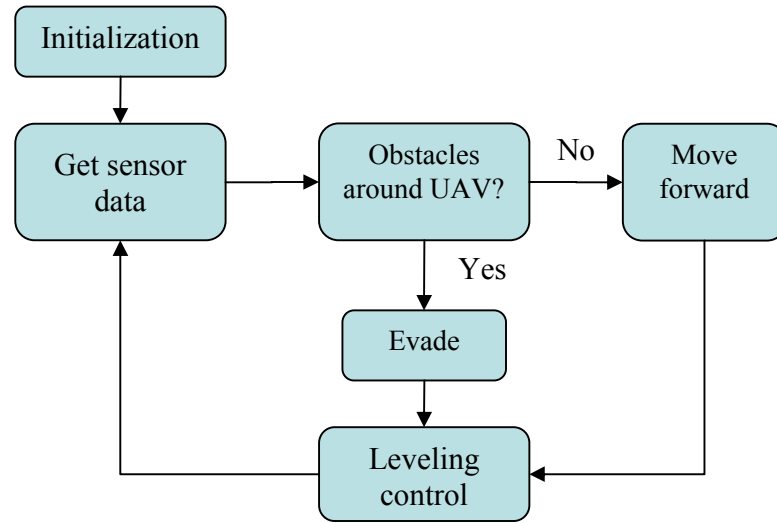 Initialization
Get sensor
data
Obstacles
around UAV?
No
Move
forward
Yes
Evade
Leveling
control